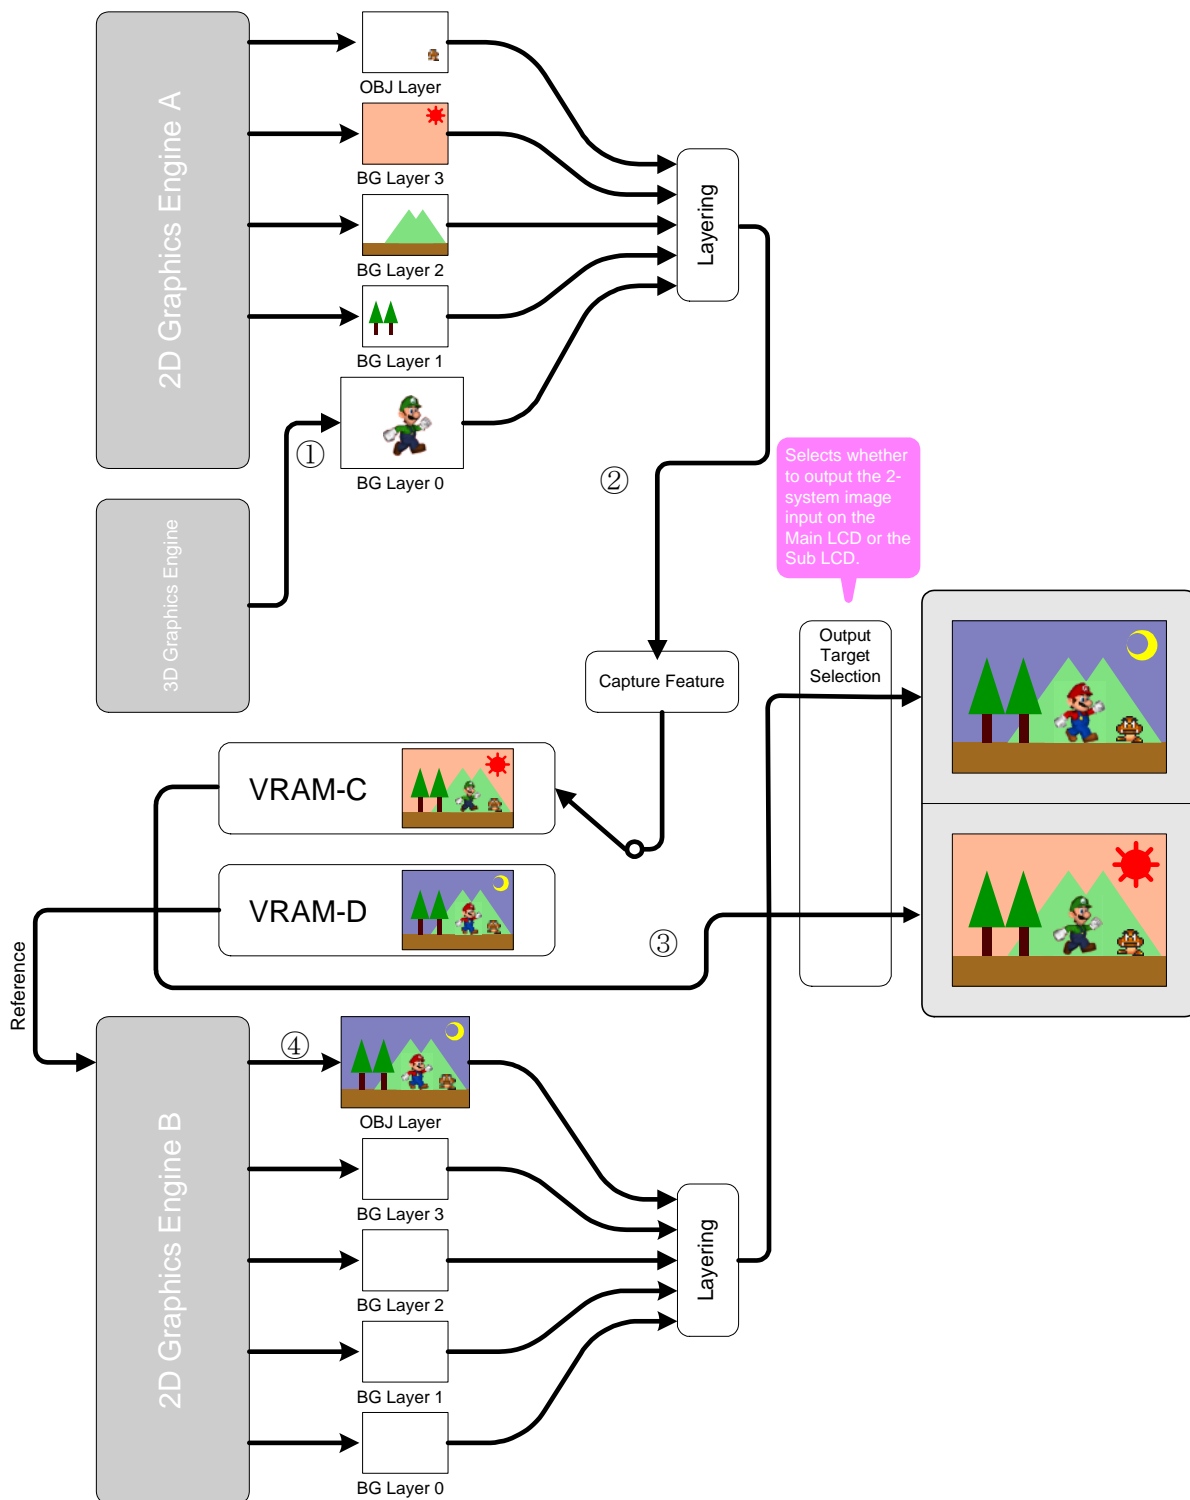 2D Graphics Engine A
OBJ Layer
BG Layer 3
BG Layer 2
BG Layer 1
BG Layer 0
Layering
①
②
3D Graphics Engine
Selects whether
to output the 2-
system image
input on the
Main LCD or the
Sub LCD.
Output
Target
Selection
Capture Feature
VRAM-C
VRAM-D
③
Reference
④
2D Graphics Engine B
OBJ Layer
BG Layer 3
BG Layer 2
BG Layer 1
BG Layer 0
Layering